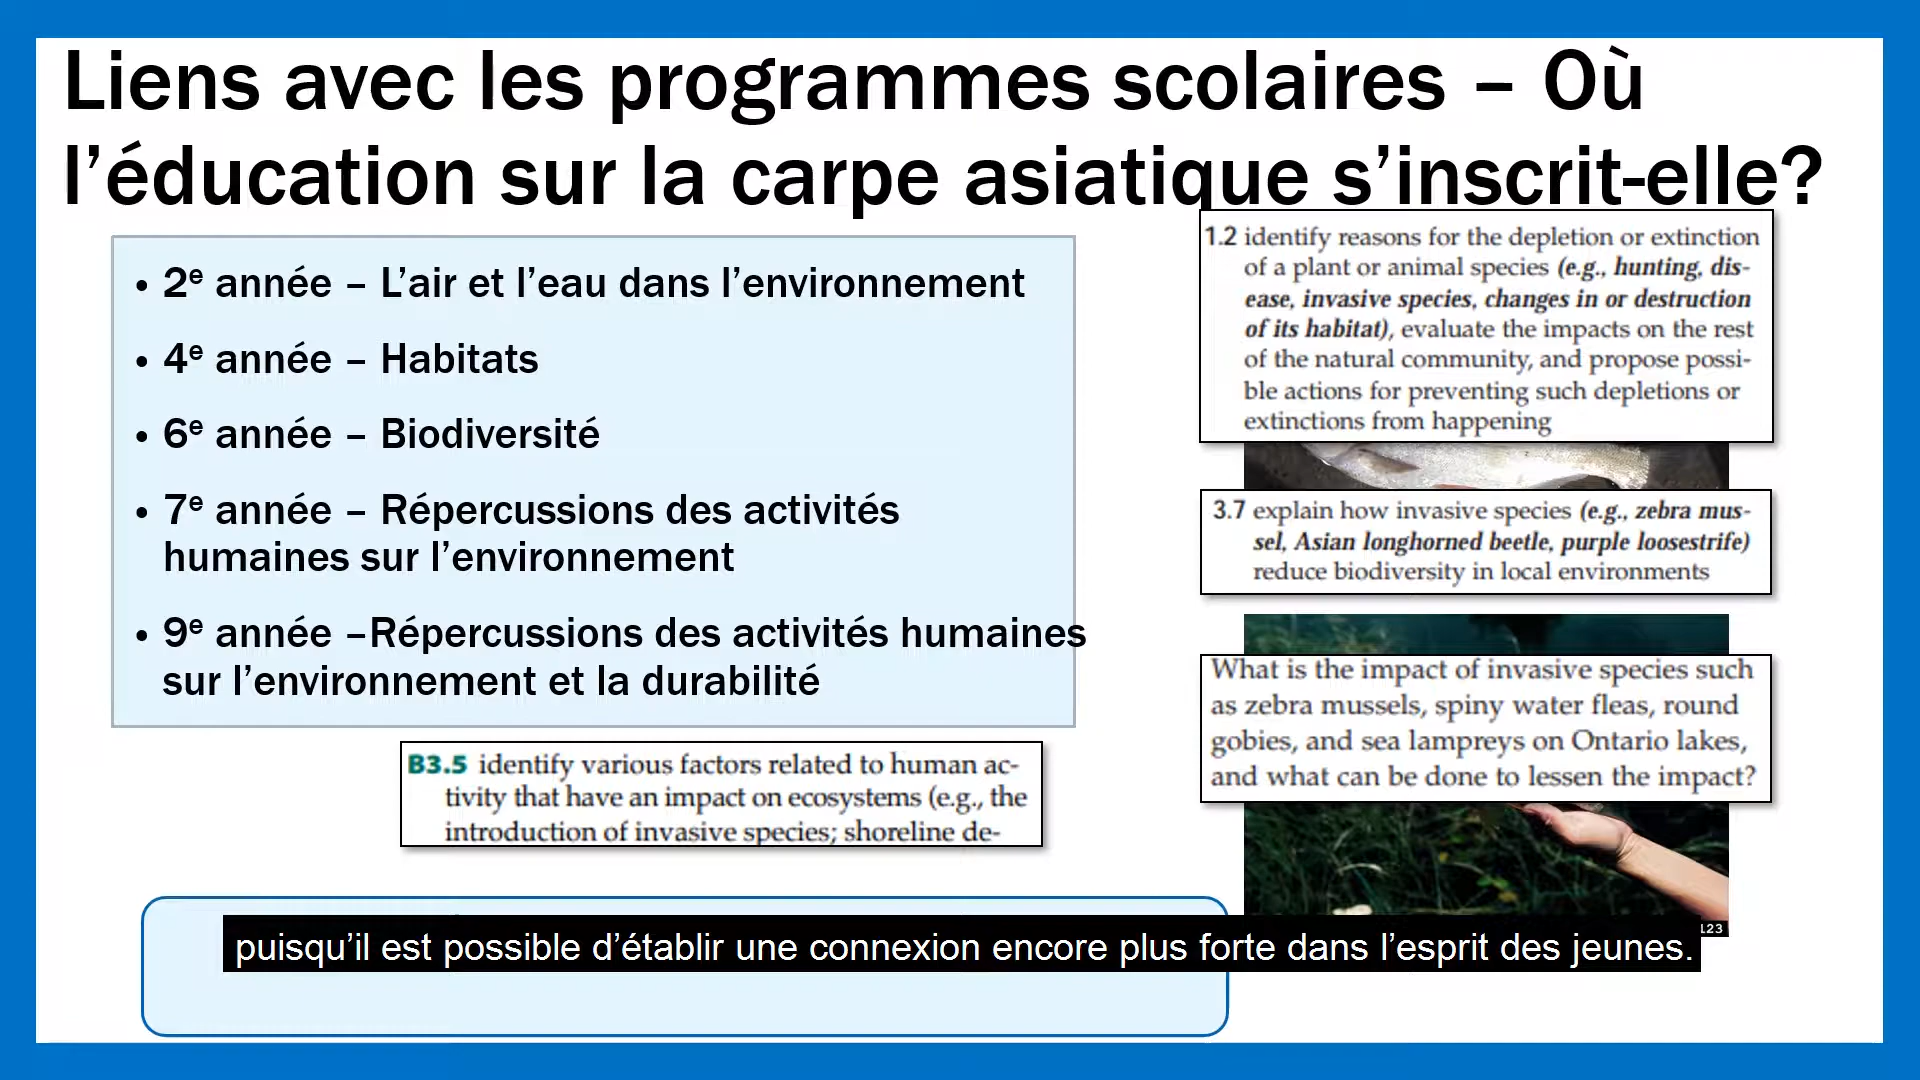 Liens avec les programmes scolaires – Où
l’éducation sur la carpe asiatique s’inscrit-elle?
• 2e année – L’air et l’eau dans l’environnement
• 4e année – Habitats
• 6e année – Biodiversité
• 7e année – Répercussions des activités
humaines sur l’environnement
• 9e année –Répercussions des activités humaines
sur l’environnement et la durabilité
B3.5 identify various factors related to human ac-
tivity that have an impact on ecosystems (e.g., the
introduction of invasive species; shoreline de-
1.2 identify reasons for the depletion or extinction
of a plant or animal species (e.g., hunting, dis-
ease, invasive species, changes in or destruction
of its habitat), evaluate the impacts on the rest
of the natural community, and propose possi-
ble actions for preventing such depletions or
extinctions from happening
3.7 explain how invasive species (e.g., zebra mus-
sel, Asian longhorned beetle, purple loosestrife)
reduce biodiversity in local environments
What is the impact of invasive species such
as zebra mussels, spiny water fleas, round
gobies, and sea lampreys on Ontario lakes,
and what can be done to lessen the impact?
123
puisqu’il est possible d’établir une connexion encore plus forte dans l’esprit des jeunes.